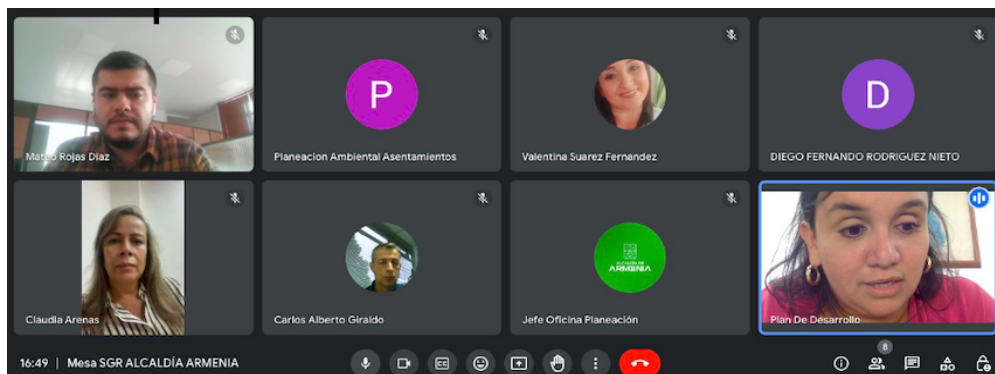 Mateo Rojas Diaz
P
Planeacion Ambiental Asentamientos
Valentina Suarez Fernandez
D
DIEGO FERNANDO RODRIGUEZ NIETO
Claudia Arenas
Carlos Alberto Giraldo
ALCALDÍA DE
ARMENIA
Jefe Oficina Planeación
Plan De Desarrollo
16:49 | Mesa SGR ALCALDÍA ARMENIA
CC
8